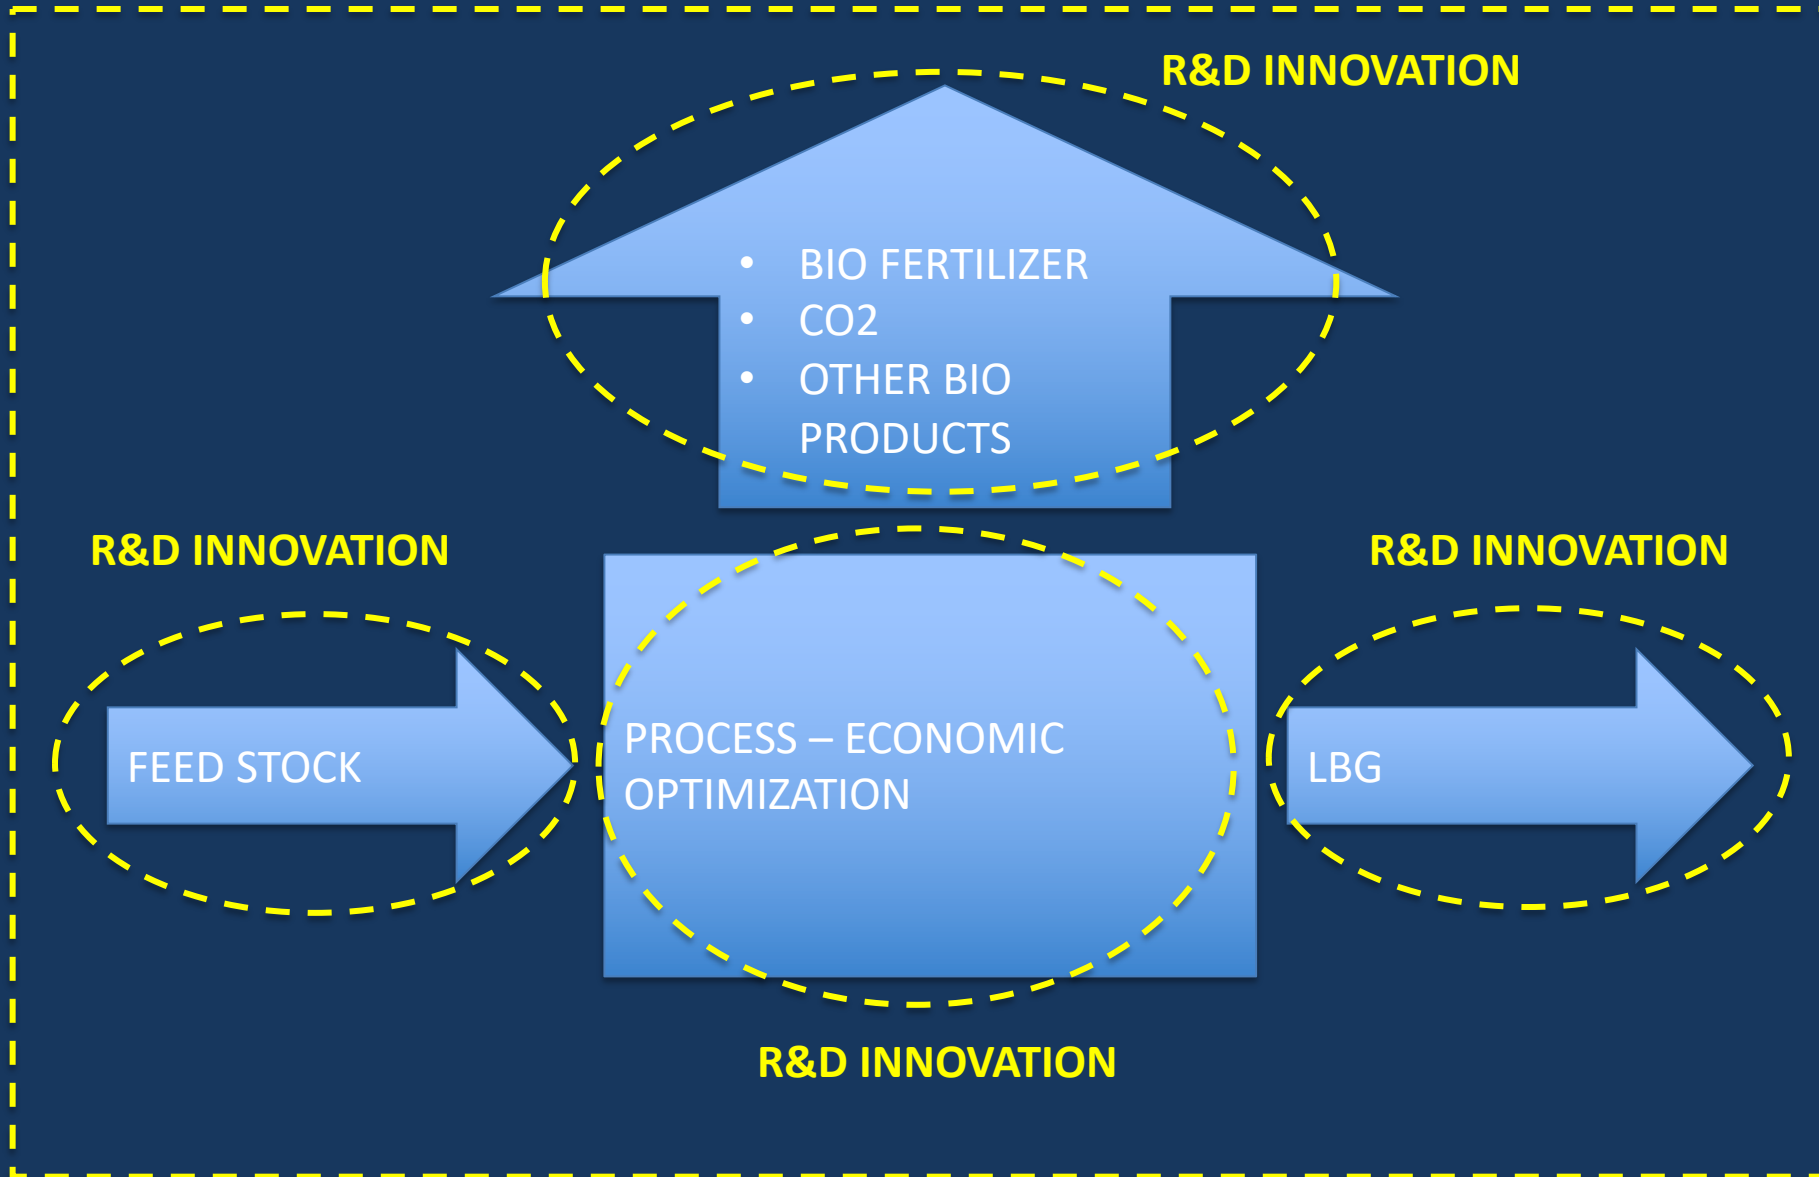 R&D INNOVATION
• BIO FERTILIZER
• CO2
• OTHER BIO
PRODUCTS
R&D INNOVATION
R&D INNOVATION
FEED STOCK
PROCESS – ECONOMIC
OPTIMIZATION
LBG
R&D INNOVATION